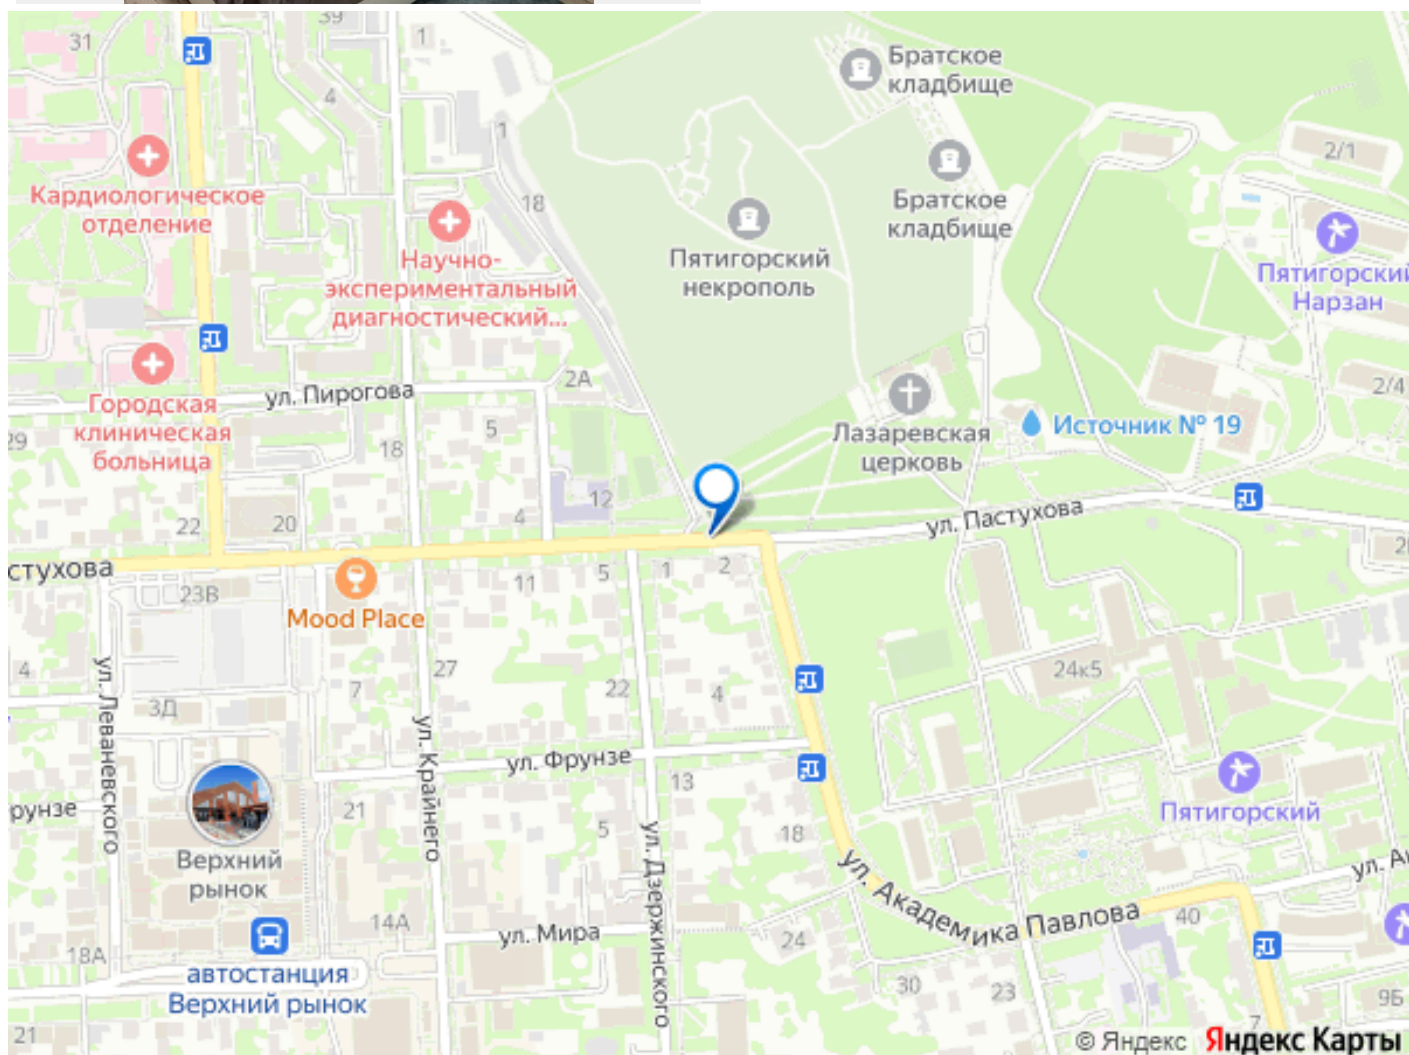 39
31
1
Братское
кладбище
4
1
2/1
Кардиологическое
отделение
18
Братское
кладбище
Научно-
экспериментальный
диагностический...
Пятигорский
некрополь
Пятигорский
Нарзан
2А
ул. Пирогова
2/4
Городская
клиническая
больница
29
5
18
Лазаревская
церковь
Источник № 19
12
22
20
4
ул. Пастухова
стухова
23В
11
5
1
2
Mood Place
4
27
7
22
4
24к5
3Д
ул. Леваневского
ул. Крайнего
ул. Фрунзе
13
рунзе
21
5
18
Пятигорский
Верхний
рынок
ул. Дзержинского
ул. Академика Павлова
14А
ул. Мира
24
40
18А
автостанция
Верхний рынок
30
23
9Б
21
7
© Яндекс Яндекс Карты